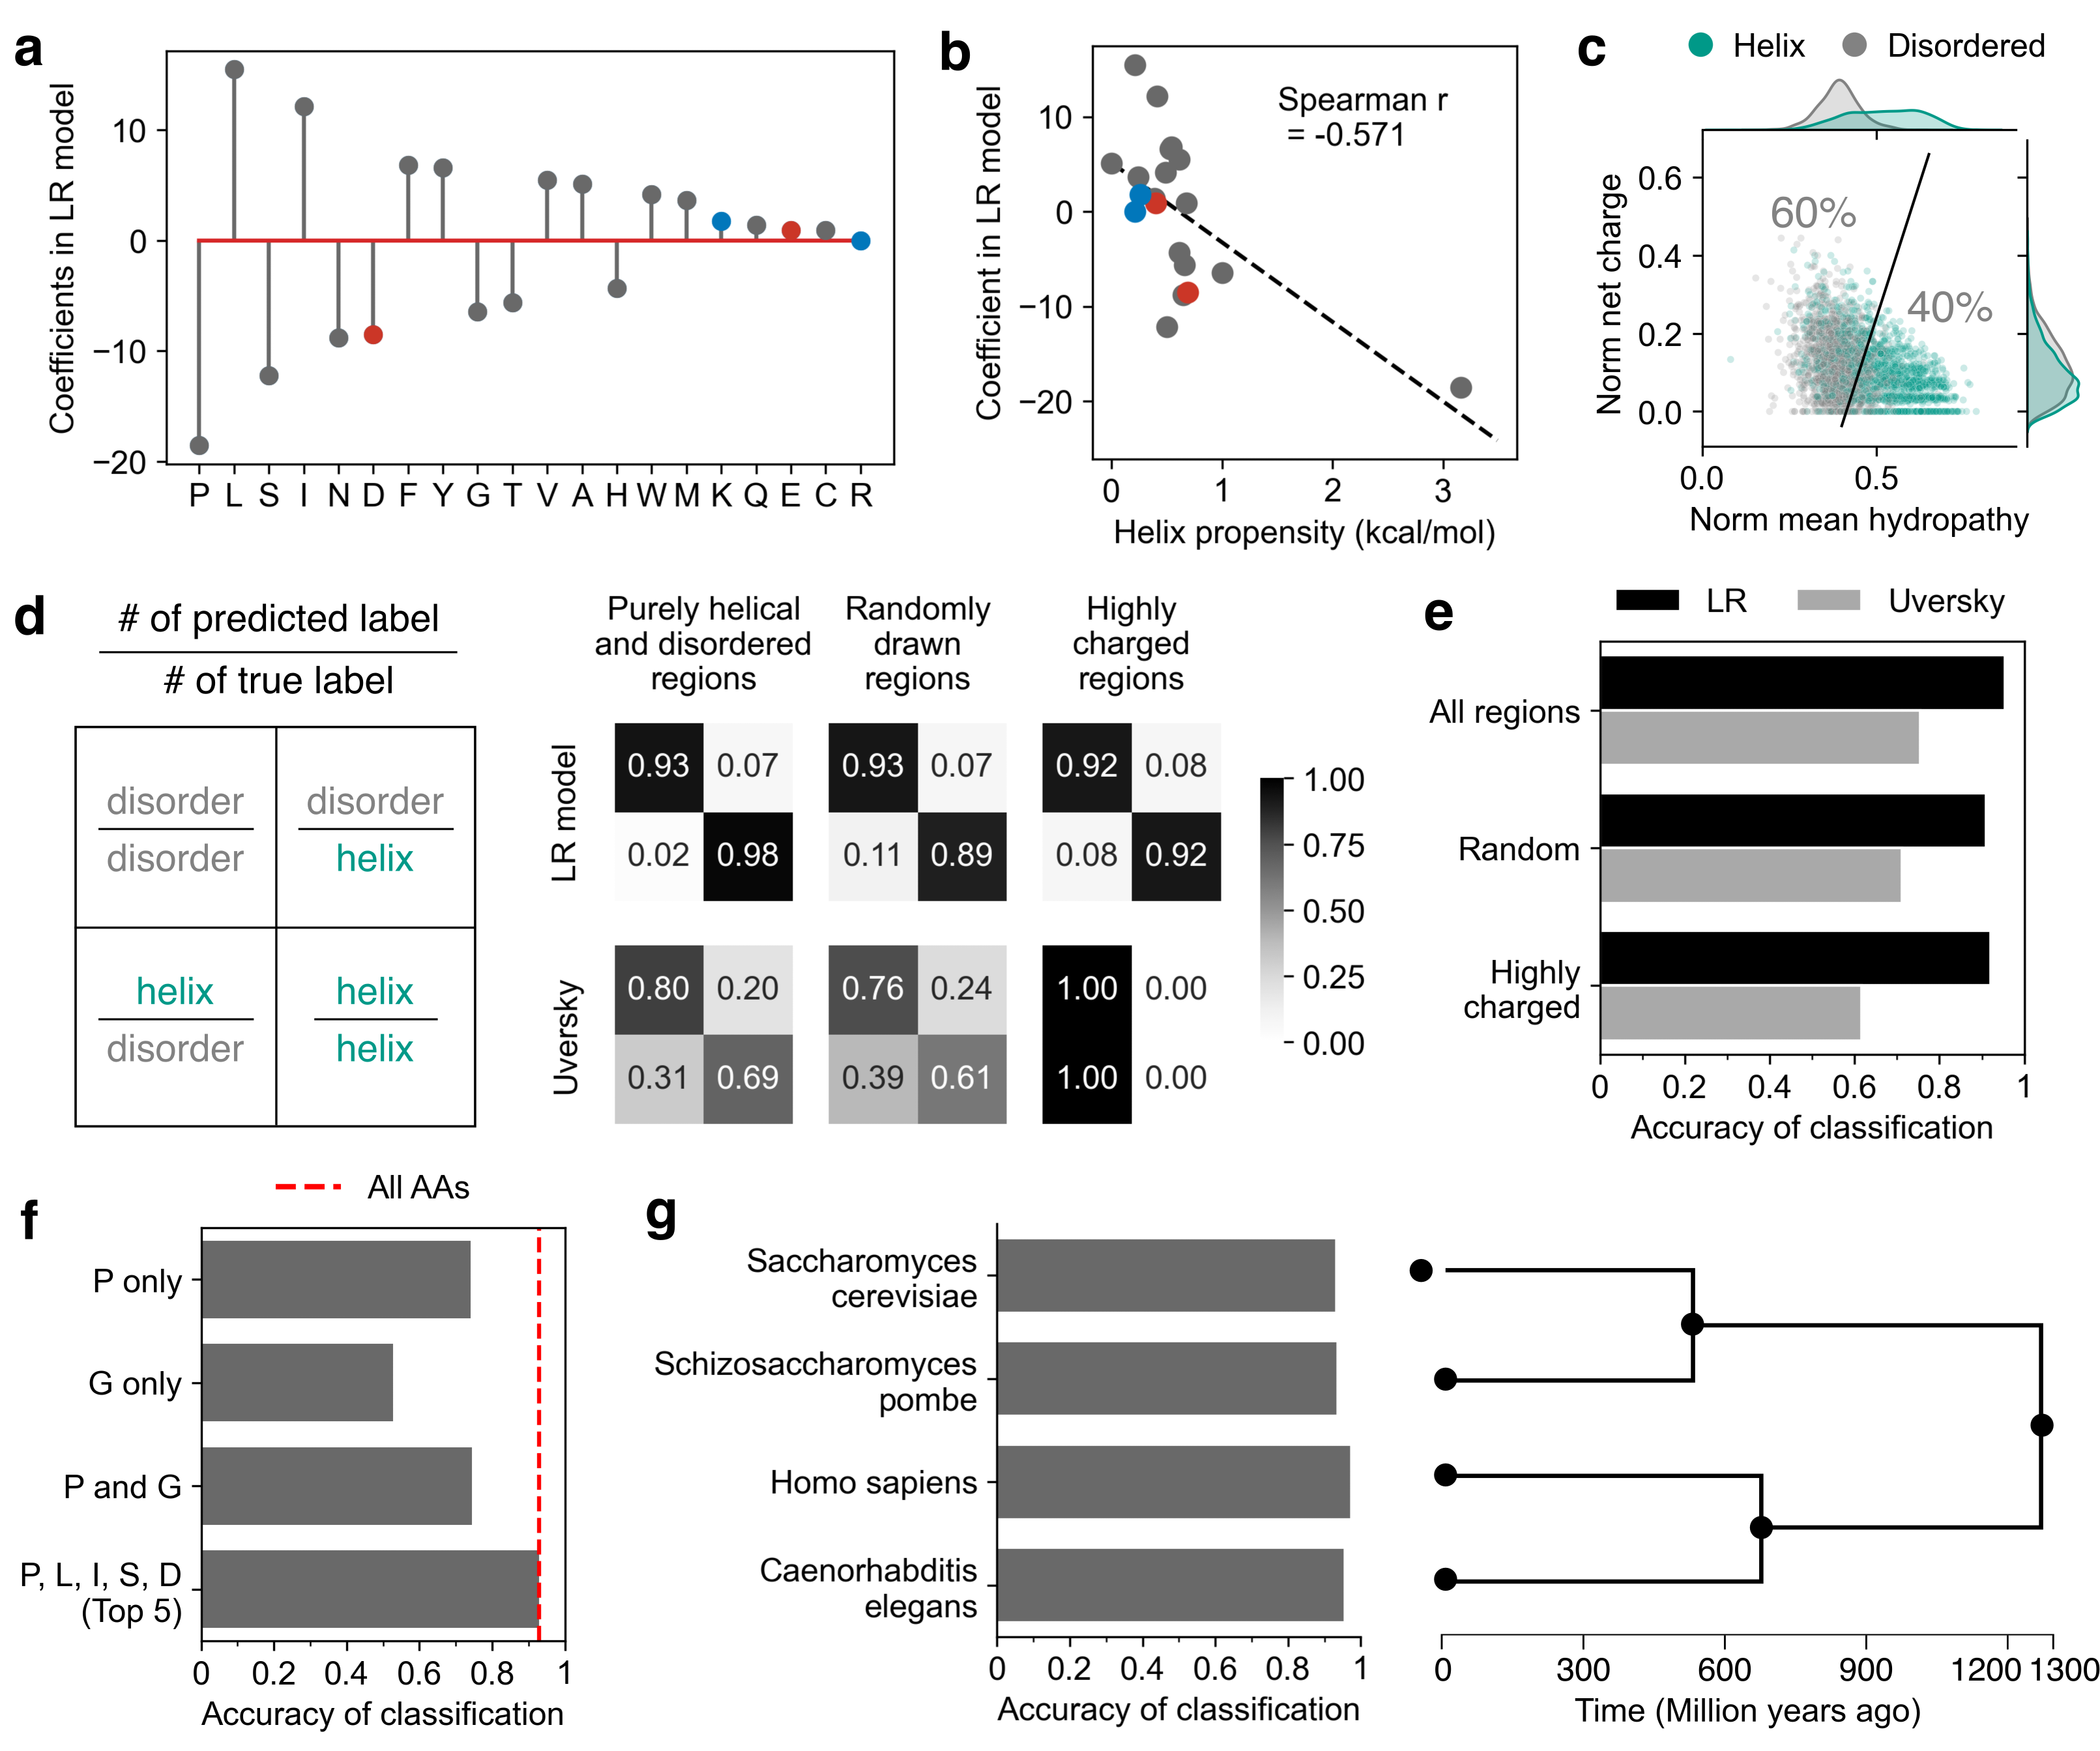 a
Coefficients in LR model
10
0
−10
−20
P L S I N D F Y G T V A H W M K Q E C R
b
Coefficient in LR model
Spearman r
= -0.571
10
0
−10
−20
0 1 2 3
Helix propensity (kcal/mol)
c
Helix Disordered
Norm net charge
0.6
0.4
0.2
0.0
60%
40%
0.0 0.5
Norm mean hydropathy
d
# of predicted label
# of true label
disorder
disorder
disorder
helix
helix
disorder
helix
helix
Purely helical
and disordered
regions
Randomly
drawn
regions
Highly
charged
regions
LR model
0.93 0.07 0.93 0.07 0.92 0.08
0.02 0.98 0.11 0.89 0.08 0.92
Uversky
0.80 0.20 0.76 0.24 1.00 0.00
0.31 0.69 0.39 0.61 1.00 0.00
1.00
0.75
0.50
0.25
0.00
e
LR Uversky
All regions
Random
Highly
charged
0 0.2 0.4 0.6 0.8 1
Accuracy of classification
f
All AAs
P only
G only
P and G
P, L, I, S, D
(Top 5)
0 0.2 0.4 0.6 0.8 1
Accuracy of classification
g
Saccharomyces
cerevisiae
Schizosaccharomyces
pombe
Homo sapiens
Caenorhabditis
elegans
0 0.2 0.4 0.6 0.8 1
Accuracy of classification
0 300 600 900 1200 1300
Time (Million years ago)